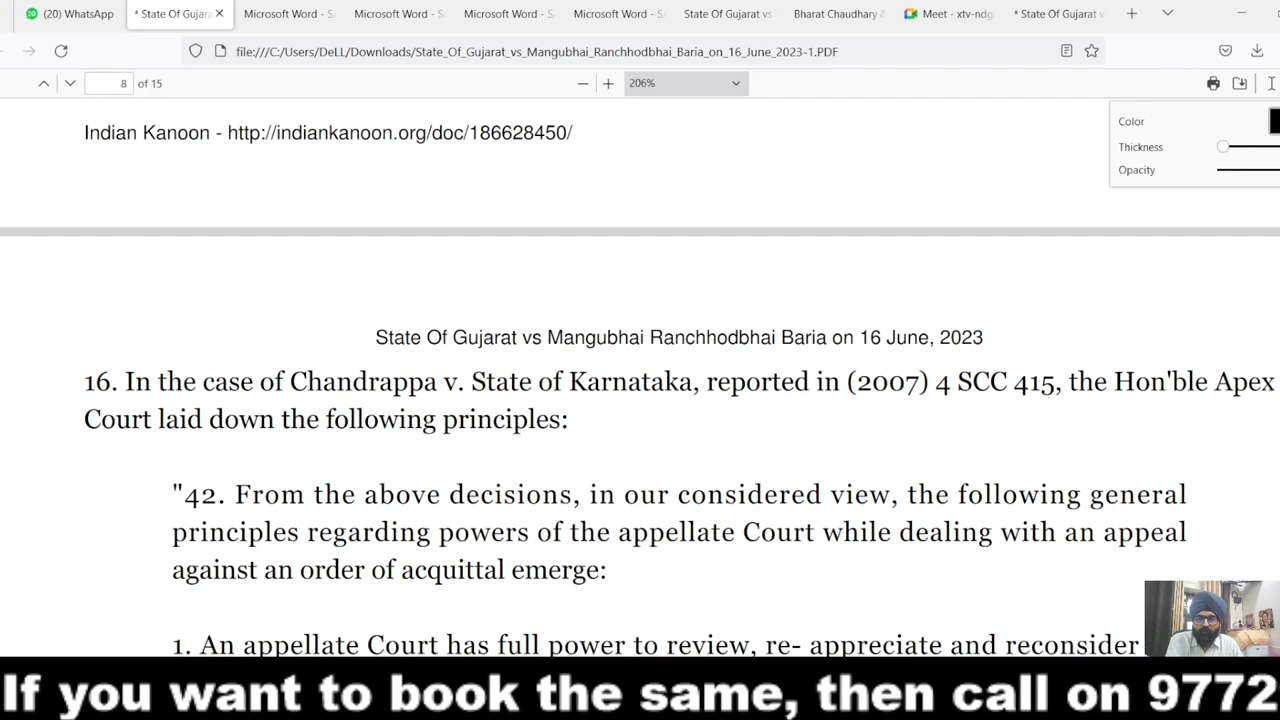 (20) WhatsApp
* State Of Gujara
Microsoft Word - S
Microsoft Word - S
Microsoft Word - S
Microsoft Word - S
State Of Gujarat vs
Bharat Chaudhary &
Meet - xtv-ndg
* State Of Gujarat v
file:///C:/Users/DeLL/Downloads/State_Of_Gujarat_vs_Mangubhai_Ranchhodbhai_Baria_on_16_June_2023-1.PDF
8 of 15
206%
Color
Thickness
Opacity
Indian Kanoon - http://indiankanoon.org/doc/186628450/
State Of Gujarat vs Mangubhai Ranchhodbhai Baria on 16 June, 2023
16. In the case of Chandrappa v. State of Karnataka, reported in (2007) 4 SCC 415, the Hon'ble Apex
Court laid down the following principles:
"42. From the above decisions, in our considered view, the following general
principles regarding powers of the appellate Court while dealing with an appeal
against an order of acquittal emerge:
1. An appellate Court has full power to review, re- appreciate and reconsider
If you want to book the same, then call on 9772